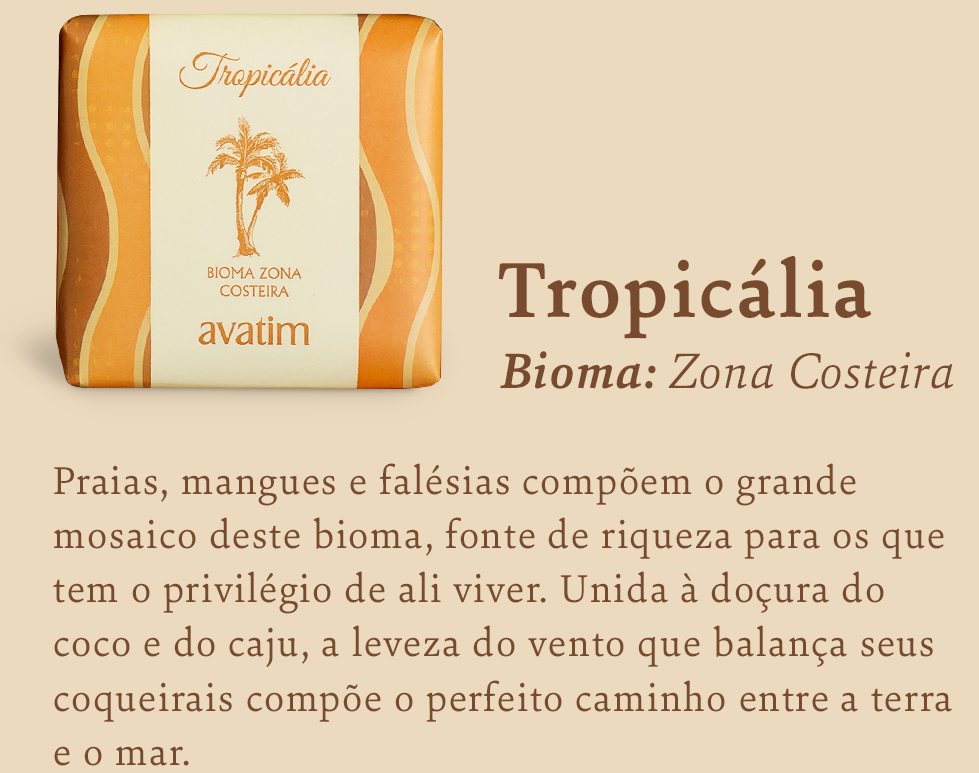 Tropicália
BIOMA ZONA
COSTEIRA
avatim
Tropicália
Bioma: Zona Costeira
Praias, mangues e falésias compõem o grande
mosaico deste bioma, fonte de riqueza para os que
tem o privilégio de ali viver. Unida à doçura do
coco e do caju, a leveza do vento que balança seus
coqueirais compõe o perfeito caminho entre a terra
e o mar.